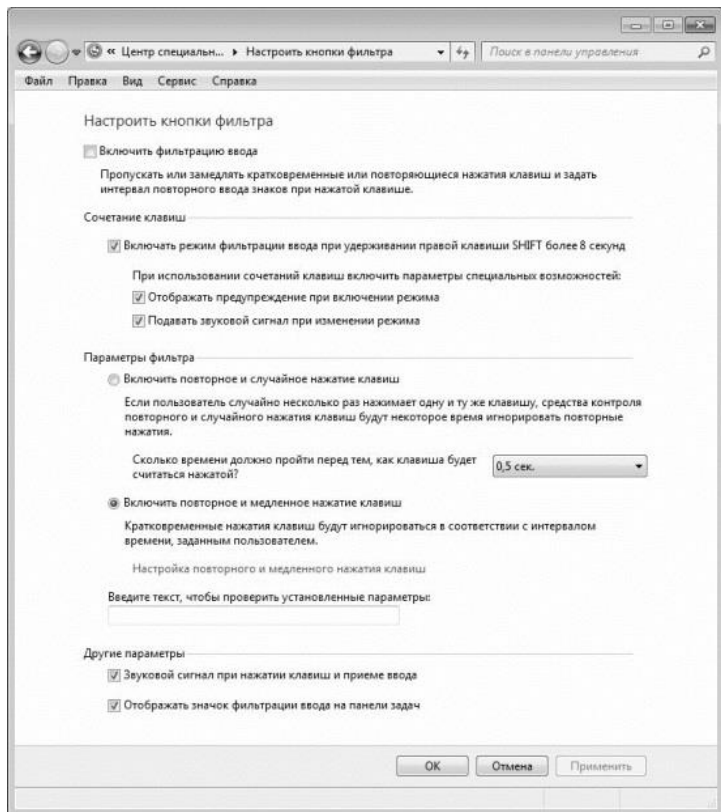 « Центр специальн... ▸ Настроить кнопки фильтра Поиск в панели управления
Файл Правка Вид Сервис Справка
Настроить кнопки фильтра
Включить фильтрацию ввода
Пропускать или замедлять кратковременные или повторяющиеся нажатия клавиш и задать
интервал повторного ввода знаков при нажатой клавише.
Сочетание клавиш
Включать режим фильтрации ввода при удерживании правой клавиши SHIFT более 8 секунд
При использовании сочетаний клавиш включить параметры специальных возможностей:
Отображать предупреждение при включении режима
Подавать звуковой сигнал при изменении режима
Параметры фильтра
Включить повторное и случайное нажатие клавиш
Если пользователь случайно несколько раз нажимает одну и ту же клавишу, средства контроля
повторного и случайного нажатия клавиш будут некоторое время игнорировать повторные
нажатия.
Сколько времени должно пройти перед тем, как клавиша будет
считаться нажатой?
0,5 сек.
Включить повторное и медленное нажатие клавиш
Кратковременные нажатия клавиш будут игнорироваться в соответствии с интервалом
времени, заданным пользователем.
Настройка повторного и медленного нажатия клавиш
Введите текст, чтобы проверить установленные параметры:
Другие параметры
Звуковой сигнал при нажатии клавиш и приеме ввода
Отображать значок фильтрации ввода на панели задач
ОК Отмена Применить